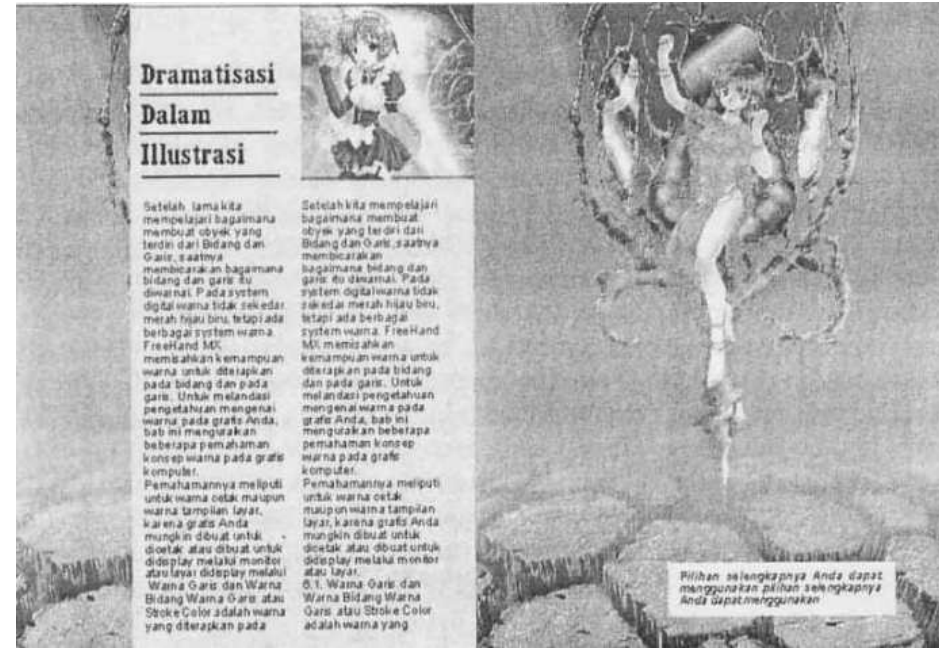 Dramatisasi
Dalam
Illustrasi
Setelah lama kita
mempelajari bagaimana
membuat obyek yang
terdiri dari Bidang dan
Garis, saatnya
membicarakan bagaimana
bidang dan garis itu
diwarnai. Pada system
digital warna tidak sekedar
merah hijau biru, tetapi ada
berbagai system warna.
FreeHand MX
memisahkan kemampuan
warna untuk diterapkan
pada bidang dan pada
garis. Untuk melandasi
pengetahuan mengenai
warna pada grafis Anda,
bab ini menguraikan
beberapa pemahaman
konsep warna pada grafis
komputer.
Pemahamannya meliputi
untuk warna cetak maupun
warna tampilan layar,
karena grafis Anda
mungkin dibuat untuk
dicetak atau dibuat untuk
didisplay melalui monitor
atau layar didisplay melalui
Warna Garis dan Warna
Bidang Warna Garis atau
Stroke Color adalah warna
yang diterapkan pada
Setelah kita mempelajari
bagaimana membuat
obyek yang terdiri dari
Bidang dan Garis, saatnya
membicarakan
bagaimana bidang dan
garis itu diwarnai. Pada
system digital warna tidak
sekedar merah hijau biru,
tetapi ada berbagai
system warna. FreeHand
MX memisahkan
kemampuan warna untuk
diterapkan pada bidang
dan pada garis. Untuk
melandasi pengetahuan
mengenai warna pada
grafis Anda, bab ini
menguraikan beberapa
pemahaman konsep
warna pada grafis
komputer.
Pemahamannya meliputi
untuk warna cetak
maupun warna tampilan
layar, karena grafis Anda
mungkin dibuat untuk
dicetak atau dibuat untuk
didisplay melalui monitor
atau layar.
6.1. Warna Garis dan
Warna Bidang Warna
Garis atau Stroke Color
adalah warna yang
Pilihan selengkapnya Anda dapat
menggunakan pilihan selengkapnya
Anda dapat menggunakan